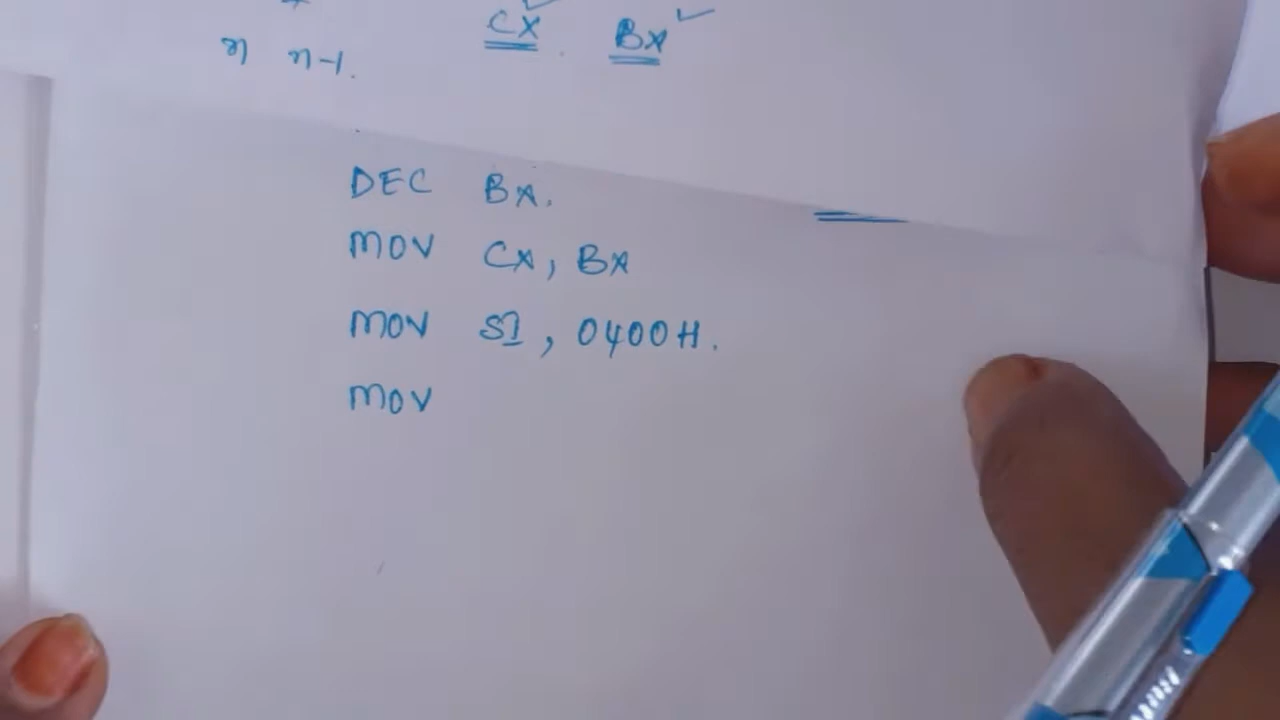 CX. BX
n n-1.
DEC BX.
MOV CX, BX
MOV SI, 0400H.
MOV